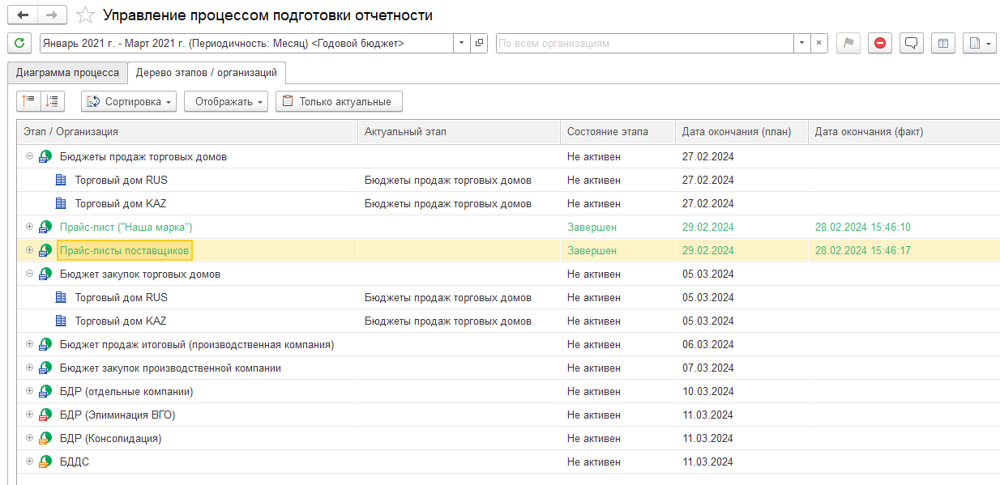 Управление процессом подготовки отчетности
Январь 2021 г. - Март 2021 г. (Периодичность: Месяц) <Годовой бюджет> По всем организациям
Диаграмма процесса Дерево этапов / организаций
Сортировка Отображать Только актуальные
Этап / Организация Актуальный этап Состояние этапа Дата окончания (план) Дата окончания (факт)
Бюджеты продаж торговых домов Не активен 27.02.2024
Торговый дом RUS Бюджеты продаж торговых домов Не активен 27.02.2024
Торговый дом KAZ Бюджеты продаж торговых домов Не активен 27.02.2024
Прайс-лист ("Наша марка") Завершен 29.02.2024 28.02.2024 15:46:10
Прайс-листы поставщиков Завершен 29.02.2024 28.02.2024 15:46:17
Бюджет закупок торговых домов Не активен 05.03.2024
Торговый дом RUS Бюджеты продаж торговых домов Не активен 05.03.2024
Торговый дом KAZ Бюджеты продаж торговых домов Не активен 05.03.2024
Бюджет продаж итоговый (производственная компания) Не активен 06.03.2024
Бюджет закупок производственной компании Не активен 07.03.2024
БДР (отдельные компании) Не активен 10.03.2024
БДР (Элиминация ВГО) Не активен 11.03.2024
БДР (Консолидация) Не активен 11.03.2024
БДДС Не активен 11.03.2024